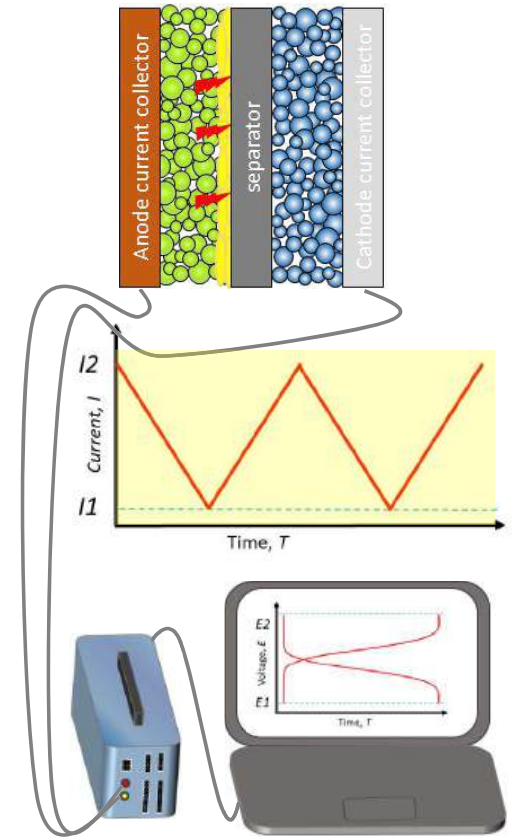 Anode current collector
separator
Cathode current collector
I2
Current, I
I1
Time, T
E2
Voltage, E
E1
Time, T